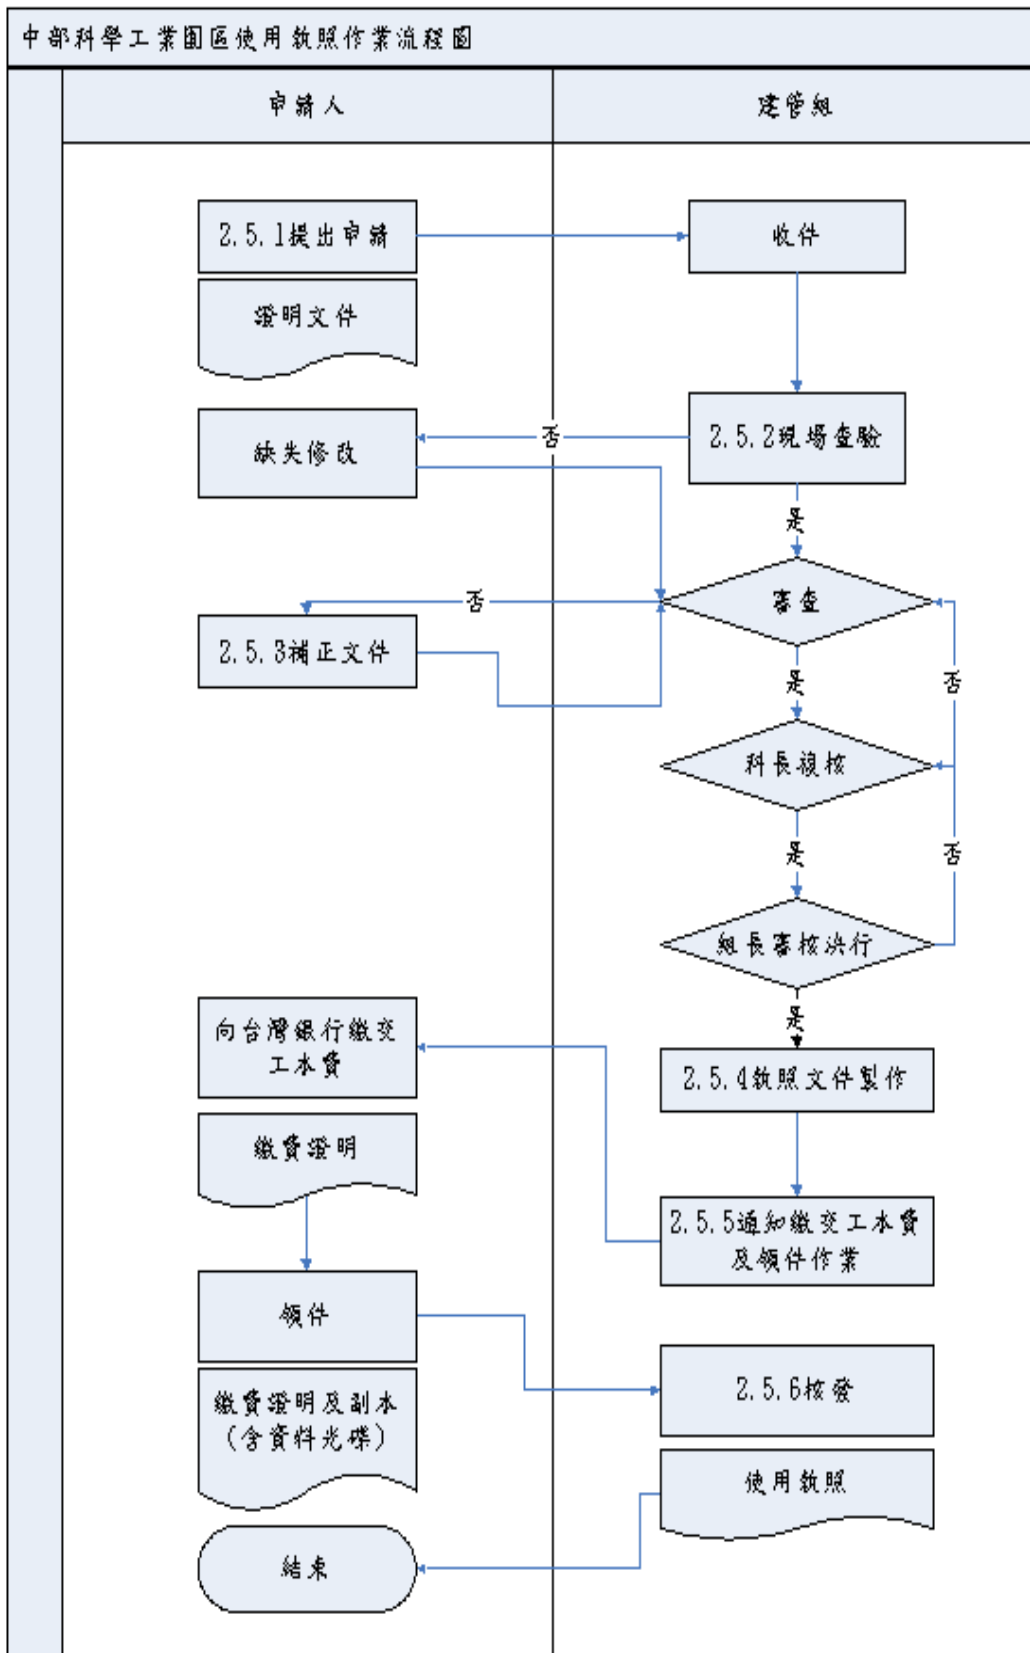 中部科學工業園區使用執照作業流程圖
申請人
建管組
2.5.1提出申請
收件
證明文件
缺失修改
否
2.5.2現場查驗
是
審查
否
2.5.3補正文件
是
否
科長複核
是
否
組長審核決行
是
向台灣銀行繳交
工本費
2.5.4執照文件製作
繳費證明
2.5.5通知繳交工本費
及領件作業
領件
2.5.6核發
繳費證明及副本
(含資料光碟)
使用執照
結束